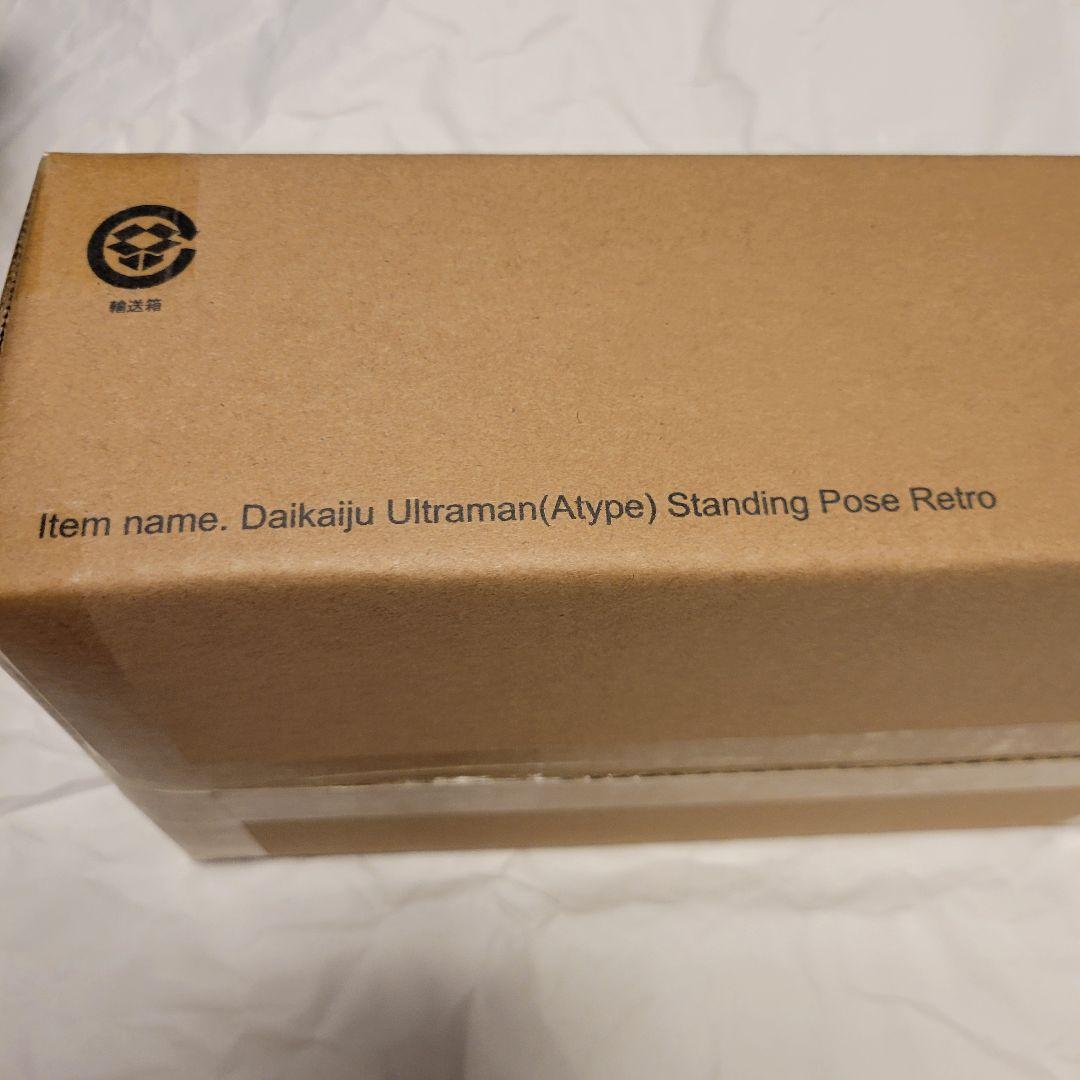 輸送箱
Item name. Daikaiju Ultraman(Atype) Standing Pose Retro